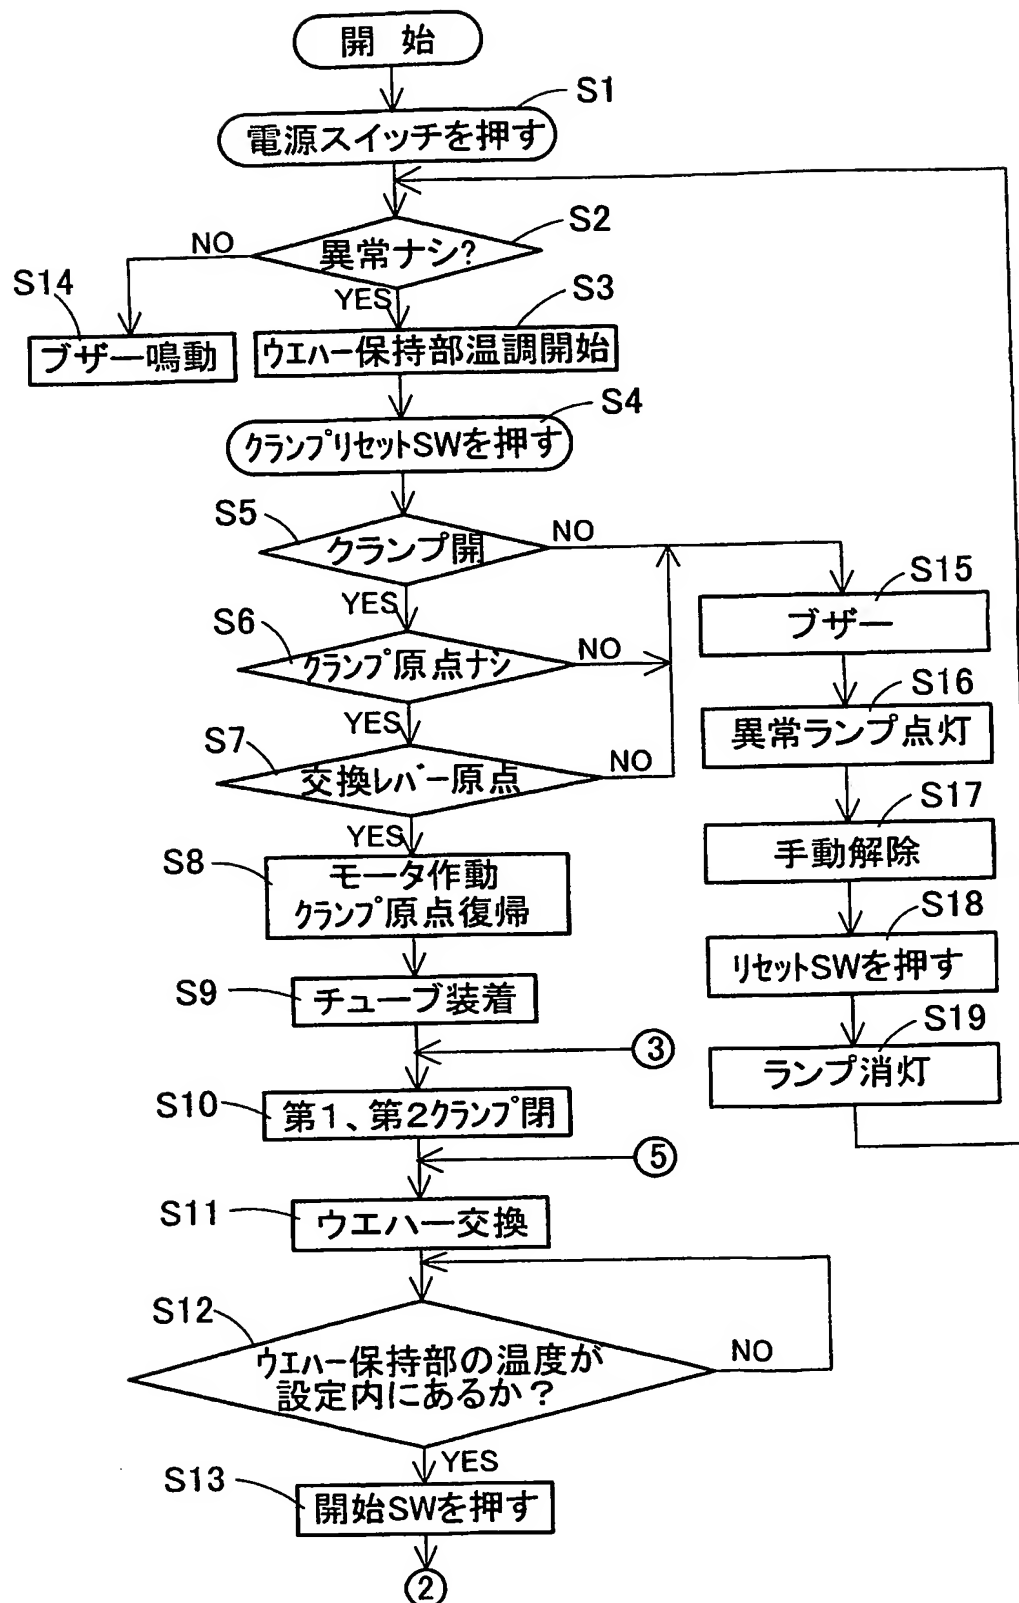 開始
S1
電源スイッチを押す
S2
異常ナシ?
NO
YES
S14
ブザー鳴動
S3
ウエハー保持部温調開始
S4
クランプリセットSWを押す
S5
クランプ開
NO
YES
S6
クランプ原点ナシ
NO
YES
S7
交換レバー原点
NO
YES
S8
モータ作動
クランプ原点復帰
S9
チューブ装着
③
S10
第1、第2クランプ閉
⑤
S11
ウエハー交換
S12
ウエハー保持部の温度が
設定内にあるか?
NO
YES
S13
開始SWを押す
②
S15
ブザー
S16
異常ランプ点灯
S17
手動解除
S18
リセットSWを押す
S19
ランプ消灯